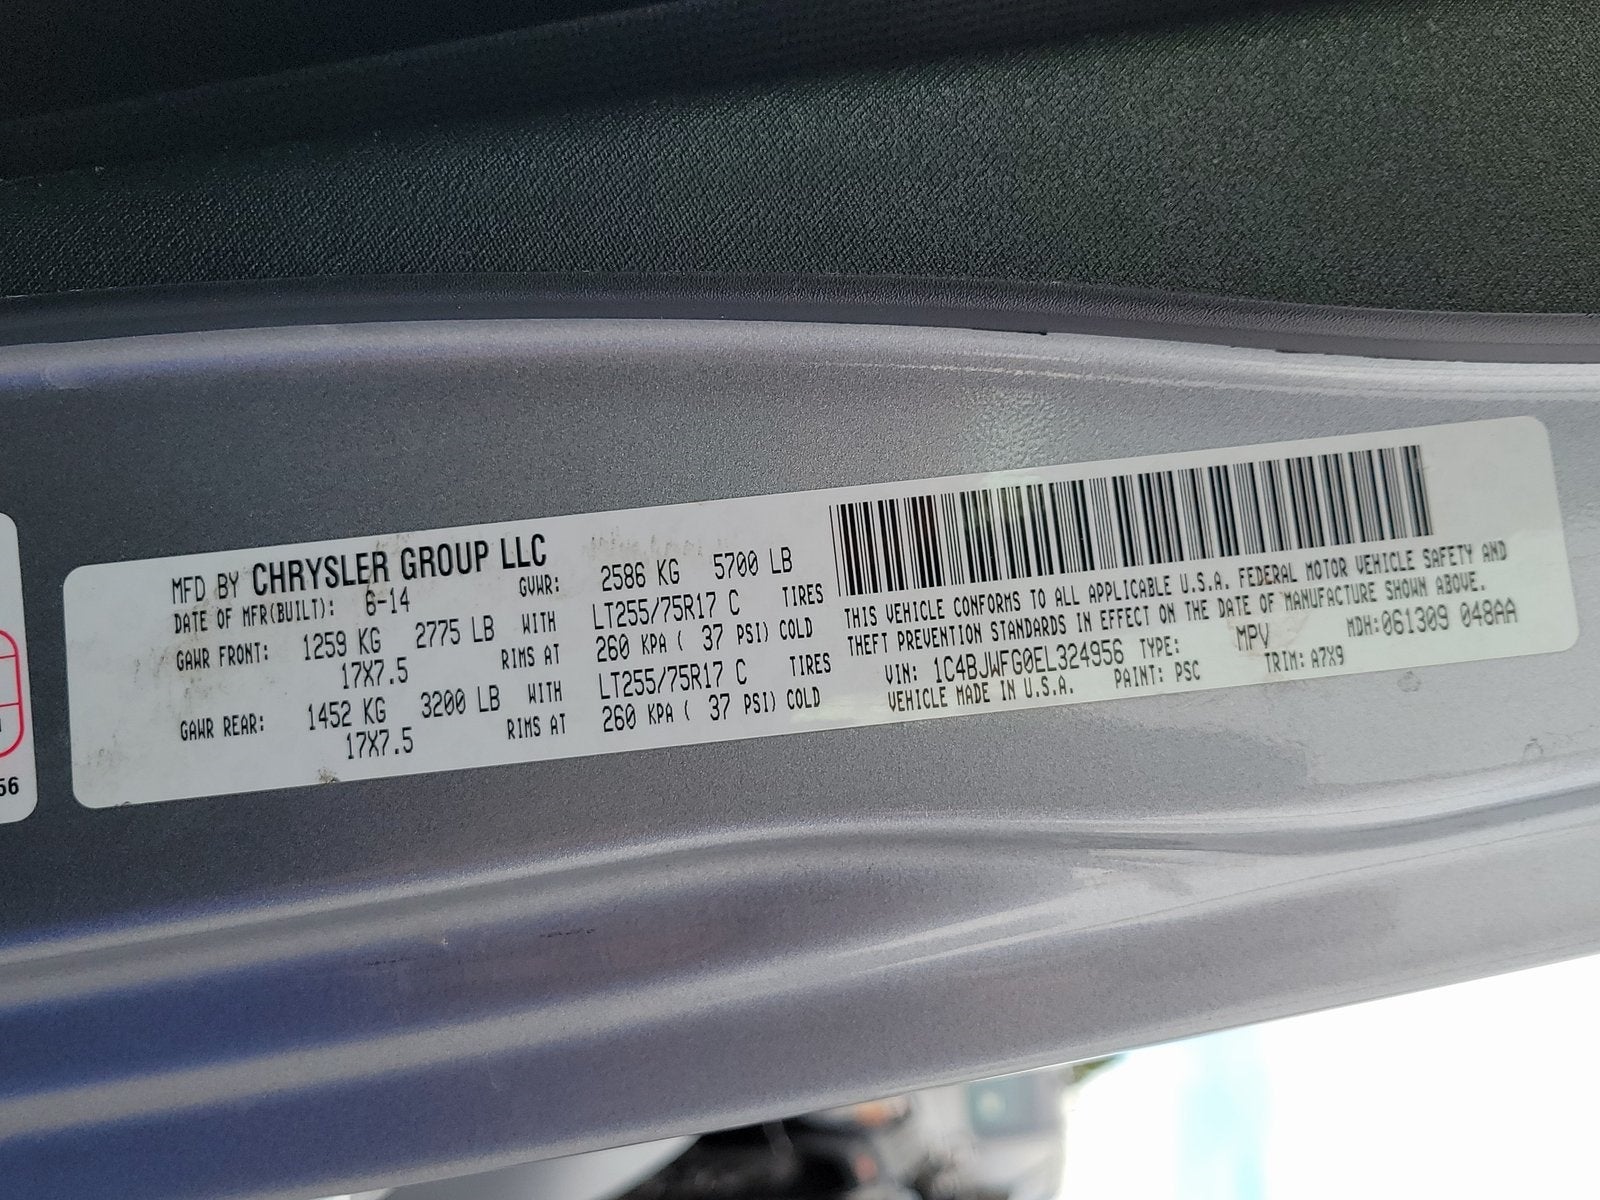 MFD BY CHRYSLER GROUP LLC
DATE OF MFR(BUILT): 6-14 GVWR: 2586 KG 5700 LB
GAWR FRONT: 1259 KG 2775 LB WITH LT255/75R17 C TIRES
17X7.5 RIMS AT 260 KPA ( 37 PSI) COLD
GAWR REAR: 1452 KG 3200 LB WITH LT255/75R17 C TIRES
17X7.5 RIMS AT 260 KPA ( 37 PSI) COLD
THIS VEHICLE CONFORMS TO ALL APPLICABLE U.S.A. FEDERAL MOTOR VEHICLE SAFETY AND
THEFT PREVENTION STANDARDS IN EFFECT ON THE DATE OF MANUFACTURE SHOWN ABOVE.
VIN: 1C4BJWFG0EL324956 TYPE: MPV MDH:061309 048AA
VEHICLE MADE IN U.S.A. PAINT: PSC TRIM: A7X9
56